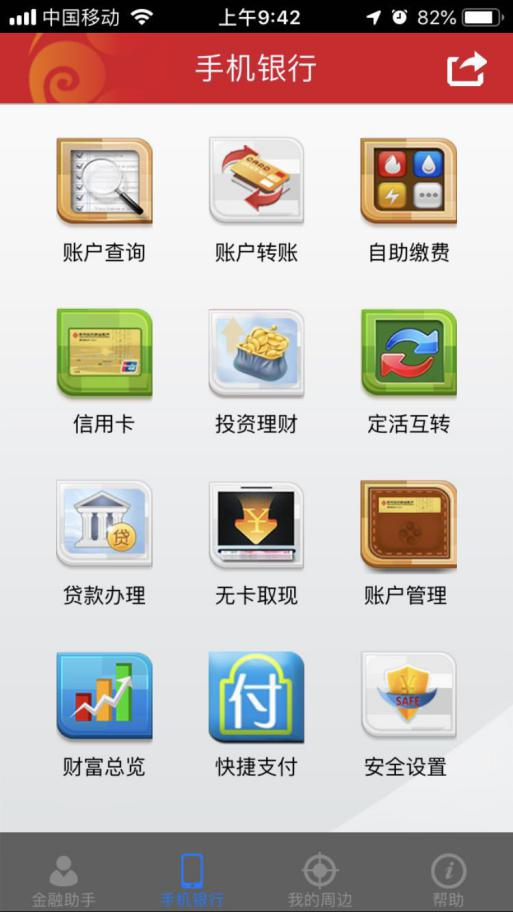 中国移动
上午9:42
82%
手机银行
CARD
账户查询
账户转账
自助缴费
信用卡
投资理财
定活互转
贷
贷款办理
无卡取现
账户管理
付
¥
SAFE
财富总览
快捷支付
安全设置
金融助手
手机银行
我的周边
帮助